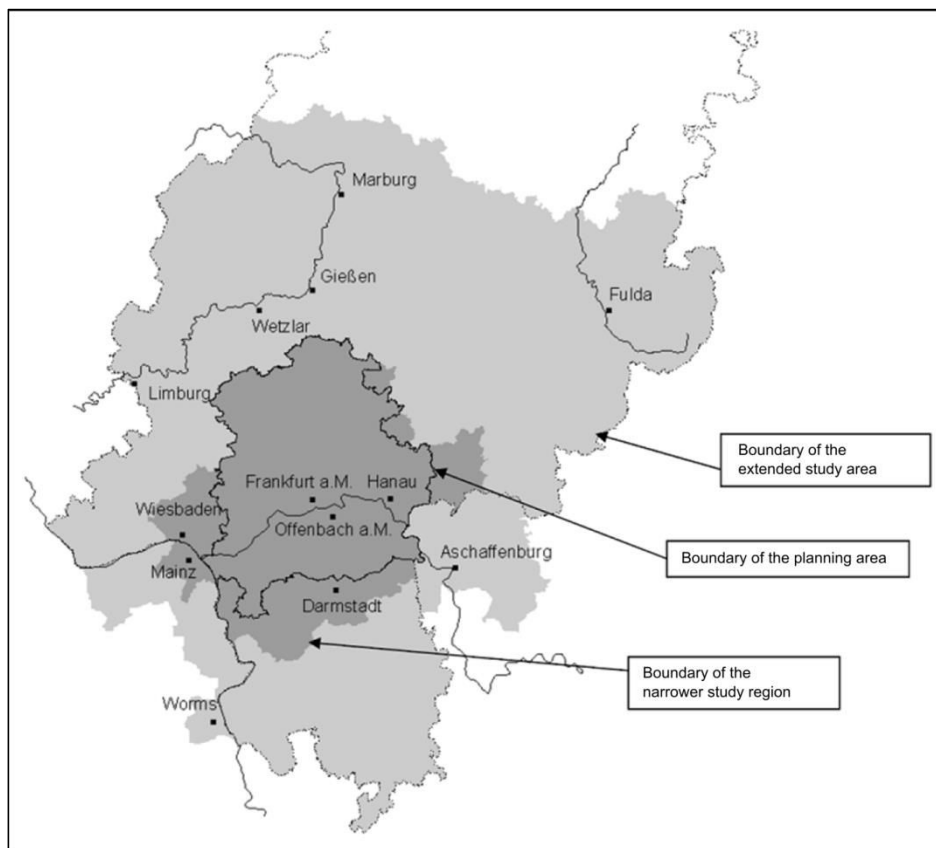 Marburg
Gießen
Wetzlar
Fulda
Limburg
Boundary of the
extended study area
Frankfurt a.M.
Hanau
Wiesbaden
Offenbach a.M.
Mainz
Aschaffenburg
Boundary of the planning area
Darmstadt
Boundary of the
narrower study region
Worms